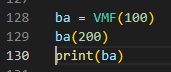 128 ba = VMF(100)
129 ba(200)
130 print(ba)